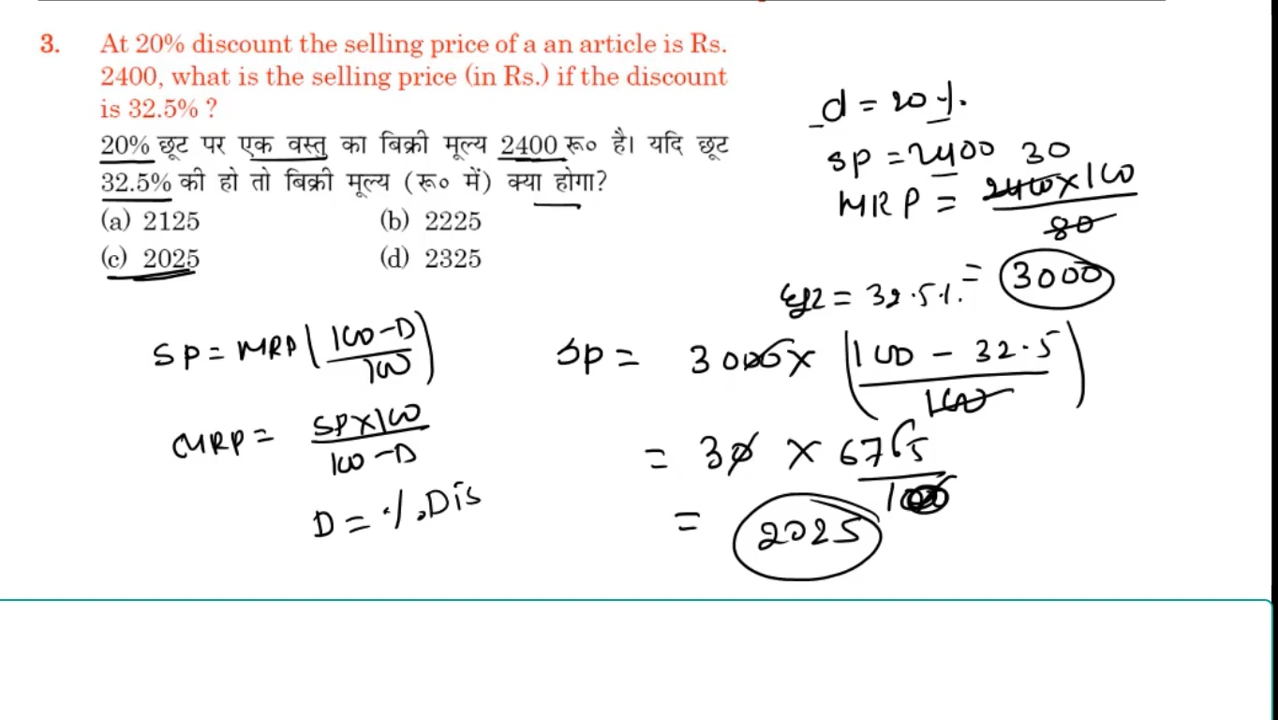 3. At 20% discount the selling price of a an article is Rs.
2400, what is the selling price (in Rs.) if the discount
is 32.5% ?
20% छूट पर एक वस्तु का बिक्री मूल्य 2400 रू० है। यदि छूट
32.5% की हो तो बिक्री मूल्य (रू० में) क्या होगा?
(a) 2125 (b) 2225
(c) 2025 (d) 2325
d = 20%.
SP = 2400 30
MRP = 2400 x 100
80
= 3000
= 32.5%.
SP = MRP (100 - D
100)
MRP = SP x 100
100 - D
D = % Dis
SP = 3000 x (100 - 32.5
100)
= 30 x 675
10
= 2025